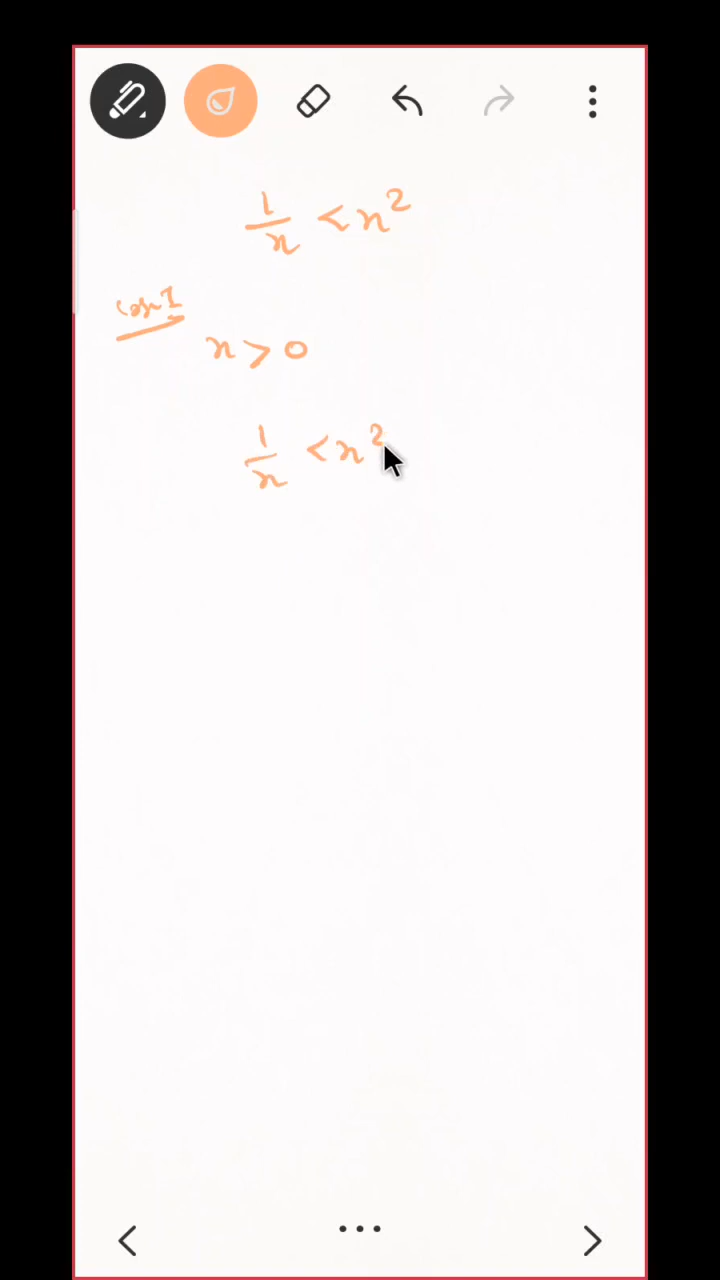 1/x < x²
Case 1
x > 0
1/x < x²